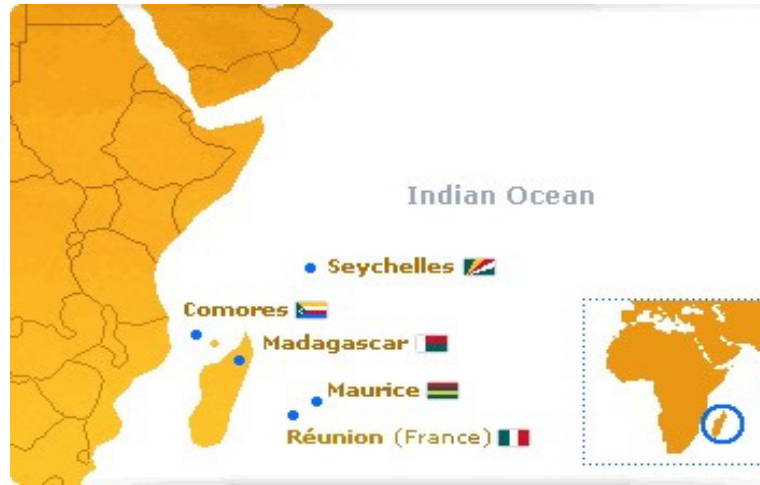 Indian Ocean
Seychelles
Comores
Madagascar
Maurice
Réunion (France)